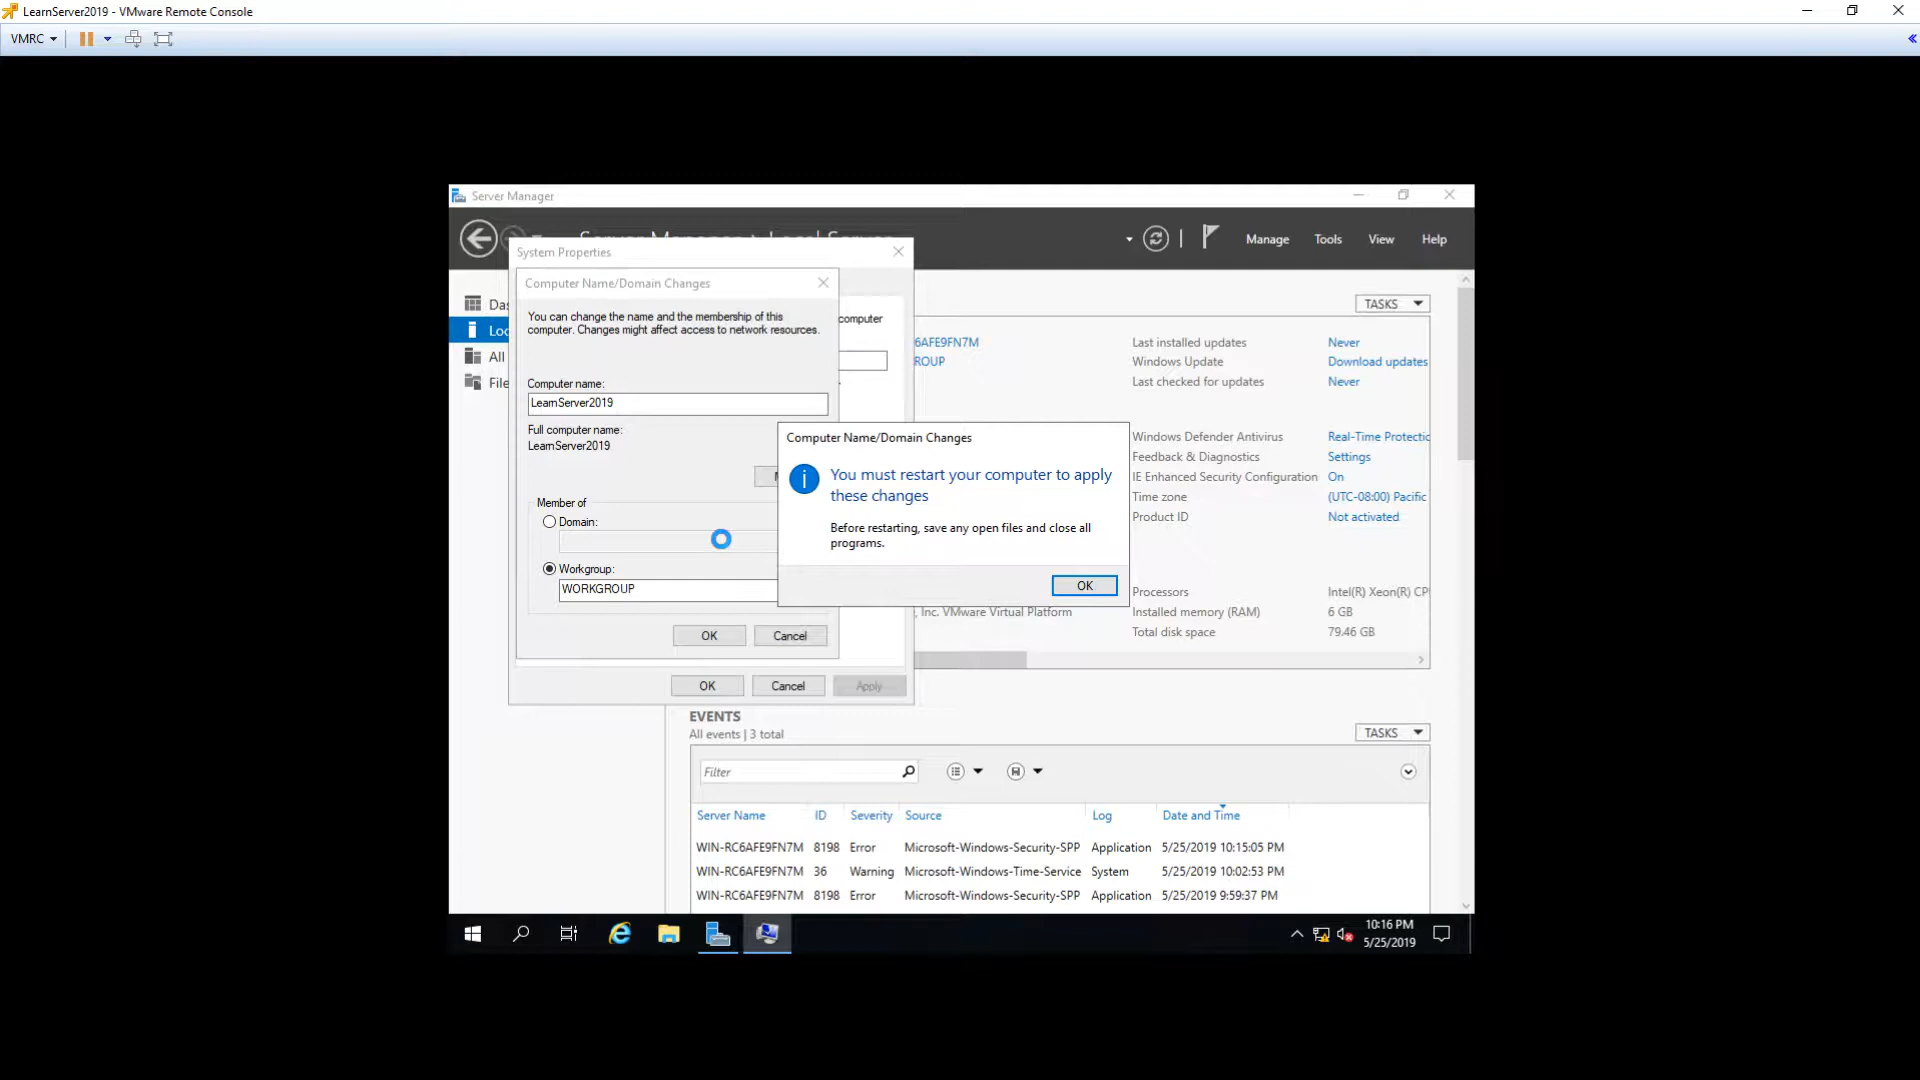 LearnServer2019 - VMware Remote Console
VMRC
Server Manager
Manage
Tools
View
Help
System Properties
Computer Name/Domain Changes
You can change the name and the membership of this
computer. Changes might affect access to network resources.
computer
Computer name:
LearnServer2019
Full computer name:
LearnServer2019
Member of
Domain:
Workgroup:
WORKGROUP
OK
Cancel
OK
Cancel
Apply
Computer Name/Domain Changes
You must restart your computer to apply
these changes
Before restarting, save any open files and close all
programs.
OK
Das
Loc
All
File
TASKS
6AFE9FN7M
ROUP
Last installed updates
Never
Windows Update
Download updates
Last checked for updates
Never
Windows Defender Antivirus
Real-Time Protectic
Feedback & Diagnostics
Settings
IE Enhanced Security Configuration
On
Time zone
(UTC-08:00) Pacific
Product ID
Not activated
Processors
Intel(R) Xeon(R) CP
, Inc. VMware Virtual Platform
Installed memory (RAM)
6 GB
Total disk space
79.46 GB
EVENTS
All events | 3 total
TASKS
Filter
Server Name ID Severity Source Log Date and Time
WIN-RC6AFE9FN7M 8198 Error Microsoft-Windows-Security-SPP Application 5/25/2019 10:15:05 PM
WIN-RC6AFE9FN7M 36 Warning Microsoft-Windows-Time-Service System 5/25/2019 10:02:53 PM
WIN-RC6AFE9FN7M 8198 Error Microsoft-Windows-Security-SPP Application 5/25/2019 9:59:37 PM
10:16 PM
5/25/2019